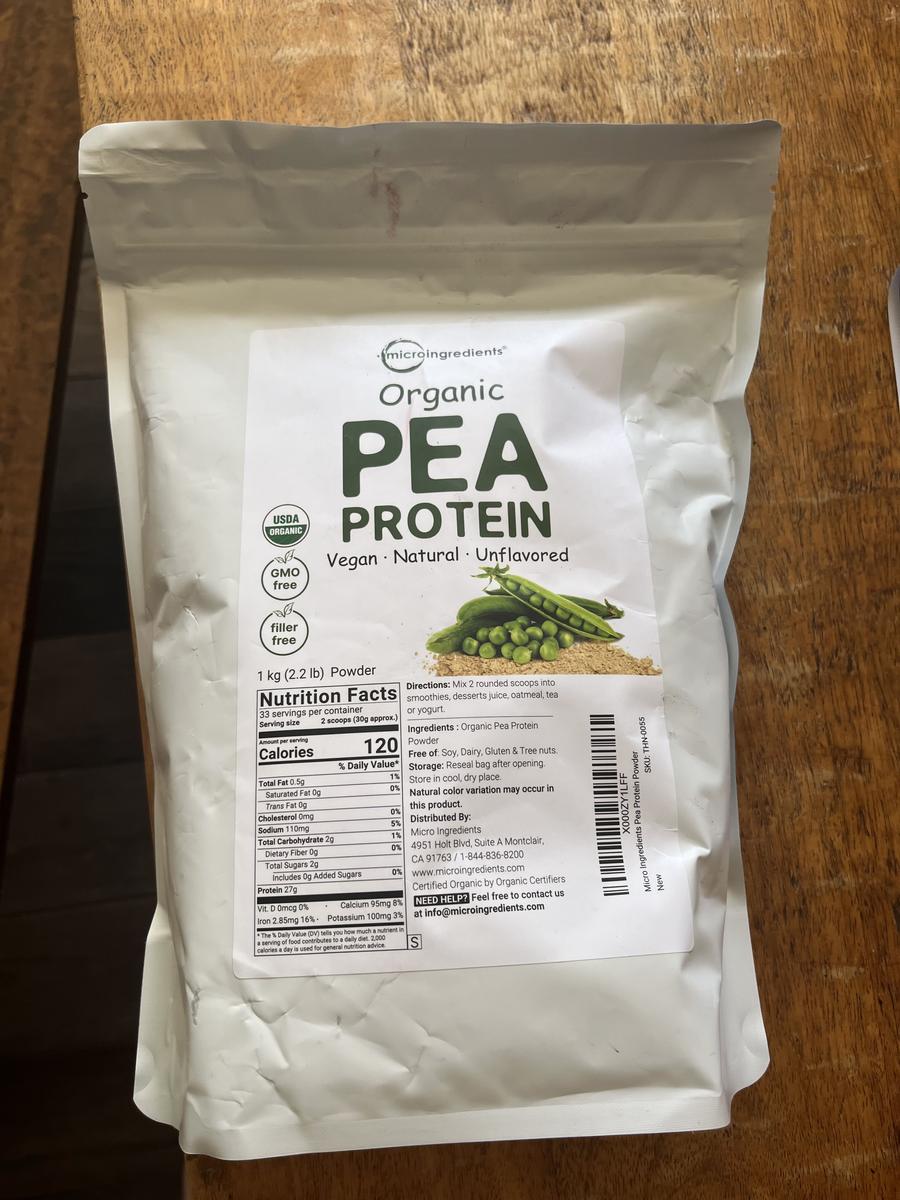 microingredients®
Organic
PEA
PROTEIN
Vegan · Natural · Unflavored
USDA
ORGANIC
GMO
free
filler
free
1 kg (2.2 lb) Powder
Nutrition Facts
33 servings per container
Serving size 2 scoops (30g approx.)
Amount per serving
Calories 120
% Daily Value*
Total Fat 0.5g 1%
Saturated Fat 0g 0%
Trans Fat 0g
Cholesterol 0mg 0%
Sodium 110mg 5%
Total Carbohydrate 2g 1%
Dietary Fiber 0g 0%
Total Sugars 2g
Includes 0g Added Sugars 0%
Protein 27g
Vit. D 0mcg 0% · Calcium 95mg 8%
Iron 2.85mg 16% · Potassium 100mg 3%
* The % Daily Value (DV) tells you how much a nutrient in
a serving of food contributes to a daily diet. 2,000
calories a day is used for general nutrition advice.
S
Directions: Mix 2 rounded scoops into
smoothies, desserts juice, oatmeal, tea
or yogurt.
Ingredients : Organic Pea Protein
Powder
Free of: Soy, Dairy, Gluten & Tree nuts.
Storage: Reseal bag after opening.
Store in cool, dry place.
Natural color variation may occur in
this product.
Distributed By:
Micro Ingredients
4951 Holt Blvd, Suite A Montclair,
CA 91763 / 1-844-836-8200
www.microingredients.com
Certified Organic by Organic Certifiers
NEED HELP? Feel free to contact us
at info@microingredients.com
X000ZY1LFF
Micro Ingredients Pea Protein Powder
New
SKU: THN-0055